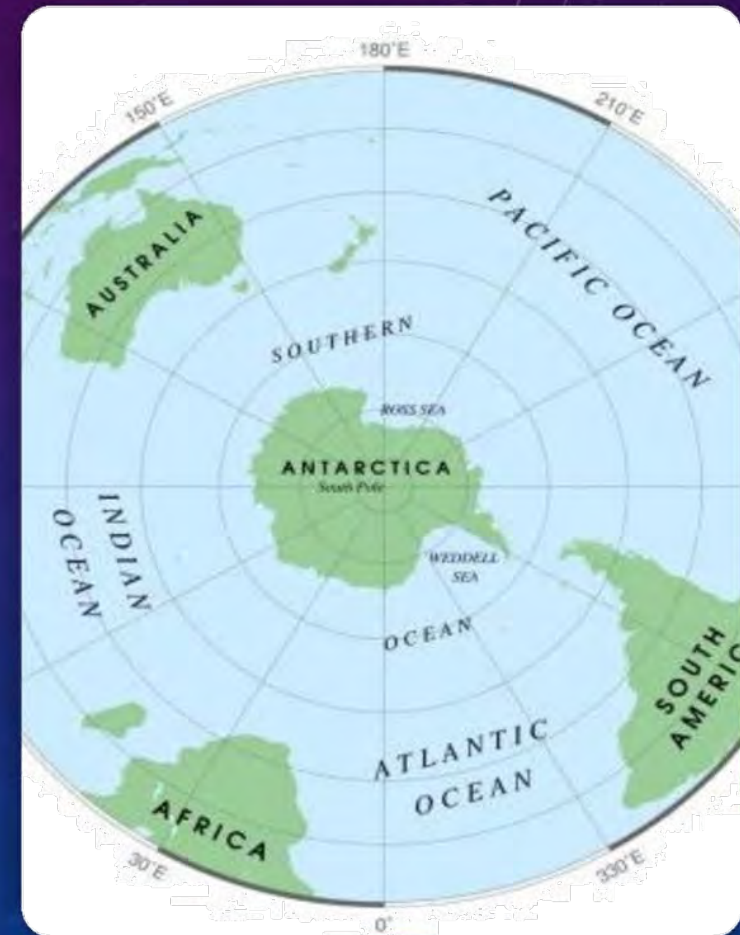 180°E
150°E
210°E
PACIFIC OCEAN
AUSTRALIA
SOUTHERN
ROSS SEA
ANTARCTICA
South Pole
INDIAN
OCEAN
WEDDELL
SEA
OCEAN
SOUTH
AMERIC
ATLANTIC
OCEAN
AFRICA
30°E
330°E
0°